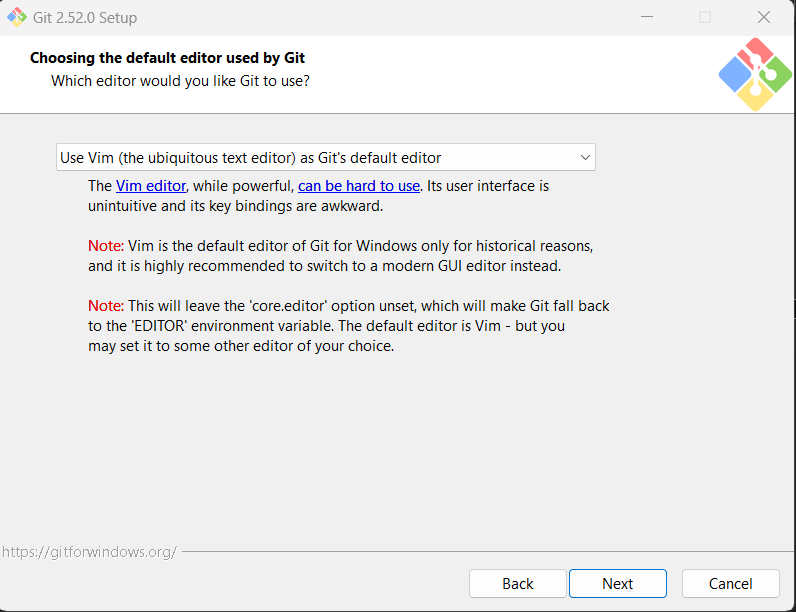 Git 2.52.0 Setup
Choosing the default editor used by Git
Which editor would you like Git to use?
Use Vim (the ubiquitous text editor) as Git's default editor
The Vim editor, while powerful, can be hard to use. Its user interface is
unintuitive and its key bindings are awkward.
Note: Vim is the default editor of Git for Windows only for historical reasons,
and it is highly recommended to switch to a modern GUI editor instead.
Note: This will leave the 'core.editor' option unset, which will make Git fall back
to the 'EDITOR' environment variable. The default editor is Vim - but you
may set it to some other editor of your choice.
https://gitforwindows.org/
Back Next Cancel